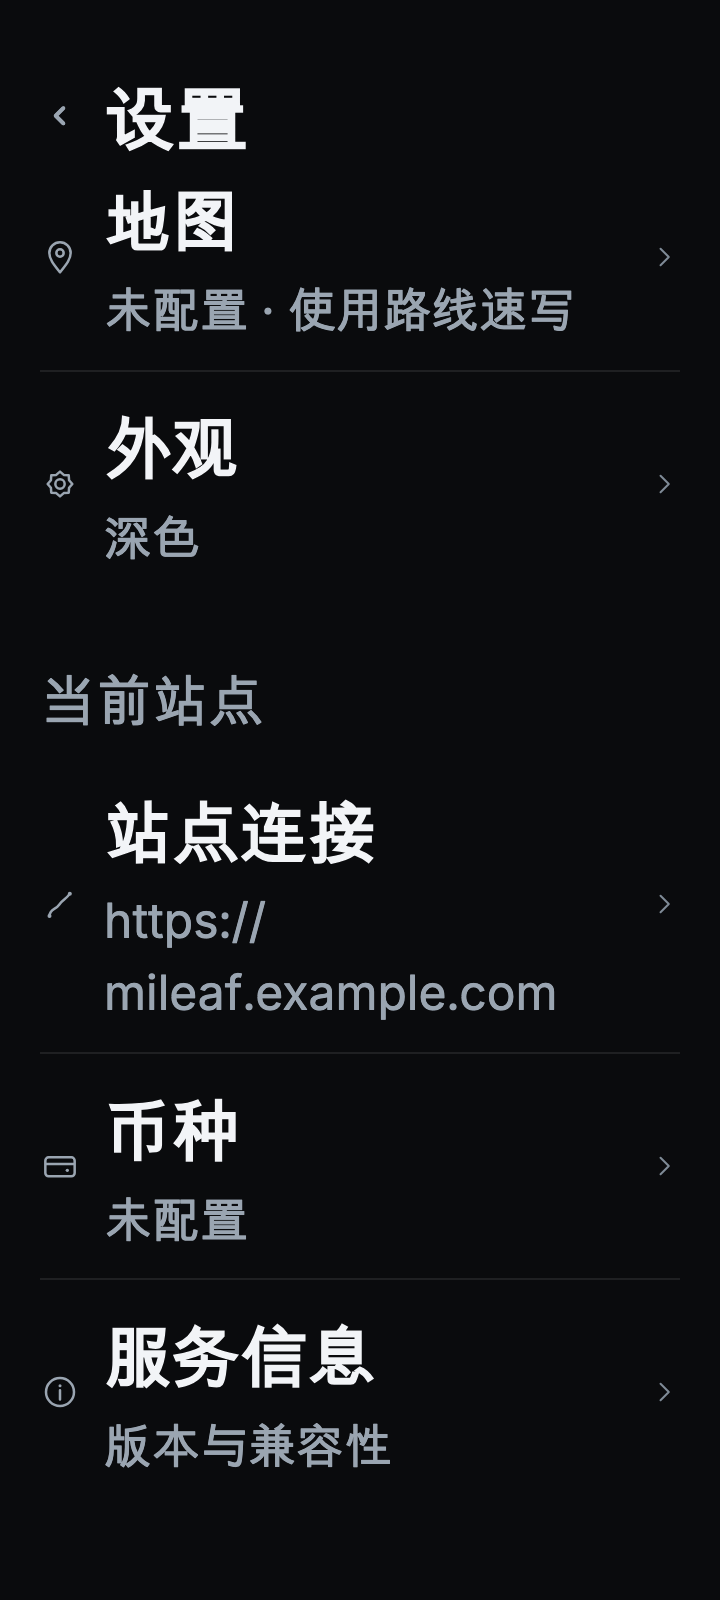 设置
地图
未配置 · 使用路线速写
外观
深色
当前站点
站点连接
https://
mileaf.example.com
币种
未配置
服务信息
版本与兼容性